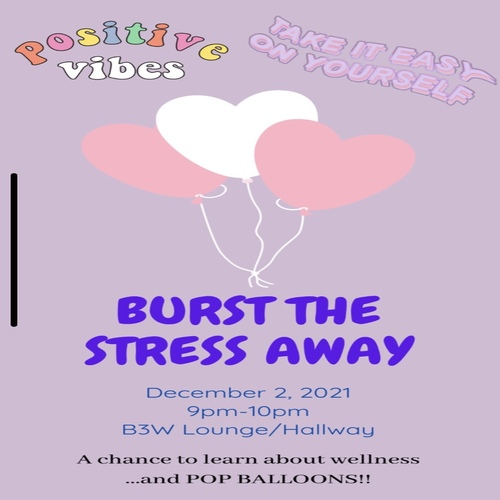 Positive
vibes
TAKE IT EASY
ON YOURSELF
BURST THE
STRESS AWAY
December 2, 2021
9pm-10pm
B3W Lounge/Hallway
A chance to learn about wellness
...and POP BALLOONS!!